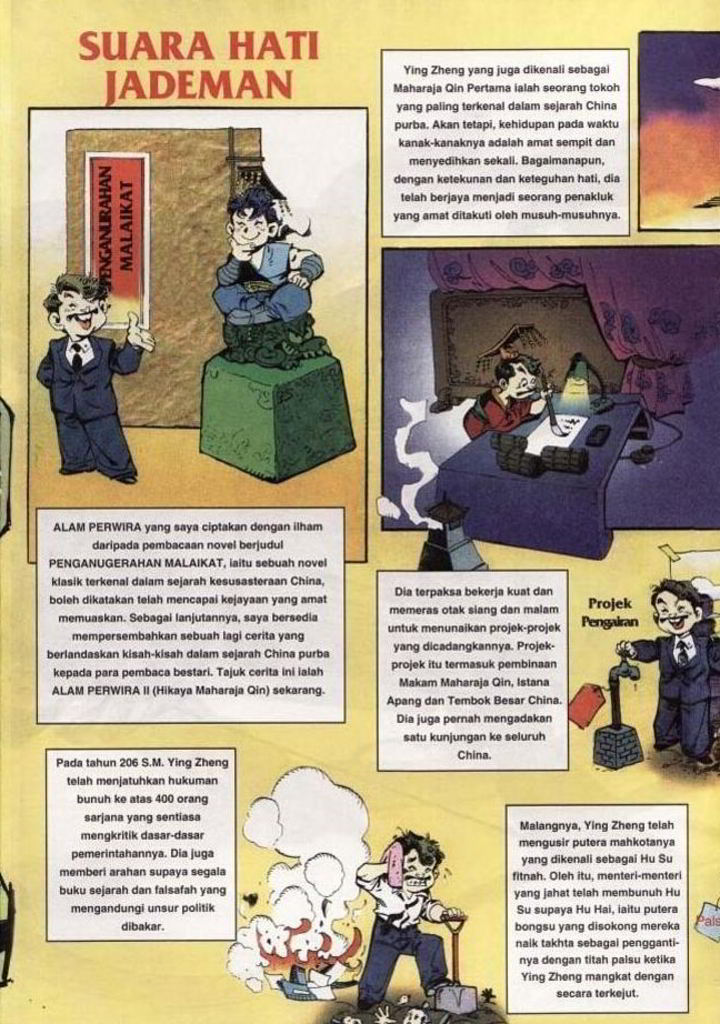 SUARA HATI
JADEMAN
PENGANURAHAN
MALAIKAT
ALAM PERWIRA yang saya ciptakan dengan ilham
daripada pembacaan novel berjudul
PENGANUGERAHAN MALAIKAT, iaitu sebuah novel
klasik terkenal dalam sejarah kesusasteraan China,
boleh dikatakan telah mencapai kejayaan yang amat
memuaskan. Sebagai lanjutannya, saya bersedia
mempersembahkan sebuah lagi cerita yang
berlandaskan kisah-kisah dalam sejarah China purba
kepada para pembaca bestari. Tajuk cerita ini ialah
ALAM PERWIRA II (Hikaya Maharaja Qin) sekarang.
Ying Zheng yang juga dikenali sebagai
Maharaja Qin Pertama ialah seorang tokoh
yang paling terkenal dalam sejarah China
purba. Akan tetapi, kehidupan pada waktu
kanak-kanaknya adalah amat sempit dan
menyedihkan sekali. Bagaimanapun,
dengan ketekunan dan keteguhan hati, dia
telah berjaya menjadi seorang penakluk
yang amat ditakuti oleh musuh-musuhnya.
Dia terpaksa bekerja kuat dan
memeras otak siang dan malam
untuk menunaikan projek-projek
yang dicadangkannya. Projek-
projek itu termasuk pembinaan
Makam Maharaja Qin, Istana
Apang dan Tembok Besar China.
Dia juga pernah mengadakan
satu kunjungan ke seluruh
China.
Projek
Pengairan
Pada tahun 206 S.M. Ying Zheng
telah menjatuhkan hukuman
bunuh ke atas 400 orang
sarjana yang sentiasa
mengkritik dasar-dasar
pemerintahannya. Dia juga
memberi arahan supaya segala
buku sejarah dan falsafah yang
mengandungi unsur politik
dibakar.
Malangnya, Ying Zheng telah
mengusir putera mahkotanya
yang dikenali sebagai Hu Su
fitnah. Oleh itu, menteri-menteri
yang jahat telah membunuh Hu
Su supaya Hu Hai, iaitu putera
bongsu yang disokong mereka
naik takhta sebagai pengganti-
nya dengan titah palsu ketika
Ying Zheng mangkat dengan
secara terkejut.
Pals